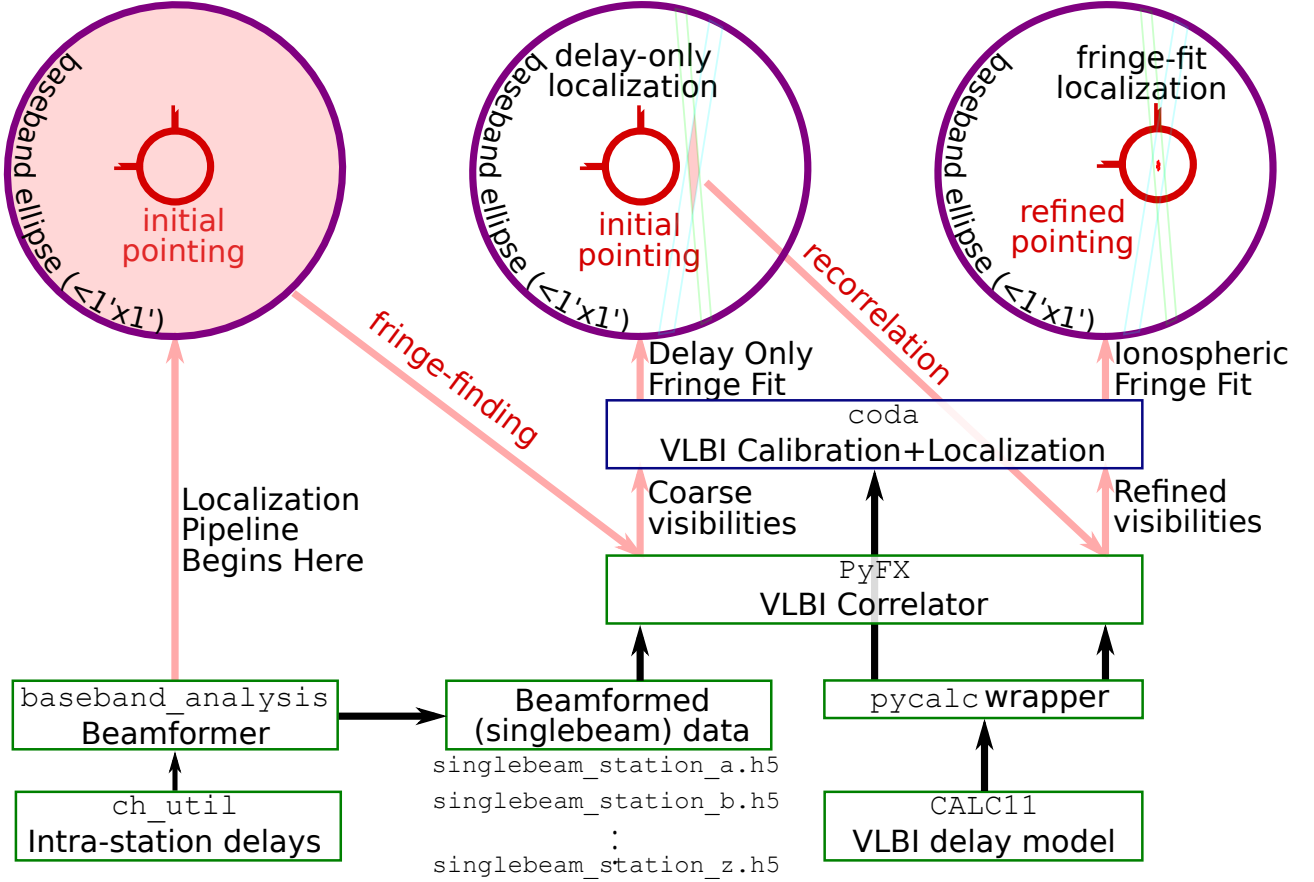 baseband ellipse (<1'x1')
initial
pointing
delay-only
localization
baseband ellipse (<1'x1')
initial
pointing
fringe-fit
localization
baseband ellipse (<1'x1')
refined
pointing
fringe-finding
recorrelation
Delay Only
Fringe Fit
Ionospheric
Fringe Fit
coda
VLBI Calibration+Localization
Localization
Pipeline
Begins Here
Coarse
visibilities
Refined
visibilities
PyFX
VLBI Correlator
baseband_analysis
Beamformer
Beamformed
(singlebeam) data
pycalc wrapper
singlebeam_station_a.h5
singlebeam_station_b.h5
:
singlebeam_station_z.h5
ch_util
Intra-station delays
CALC11
VLBI delay model